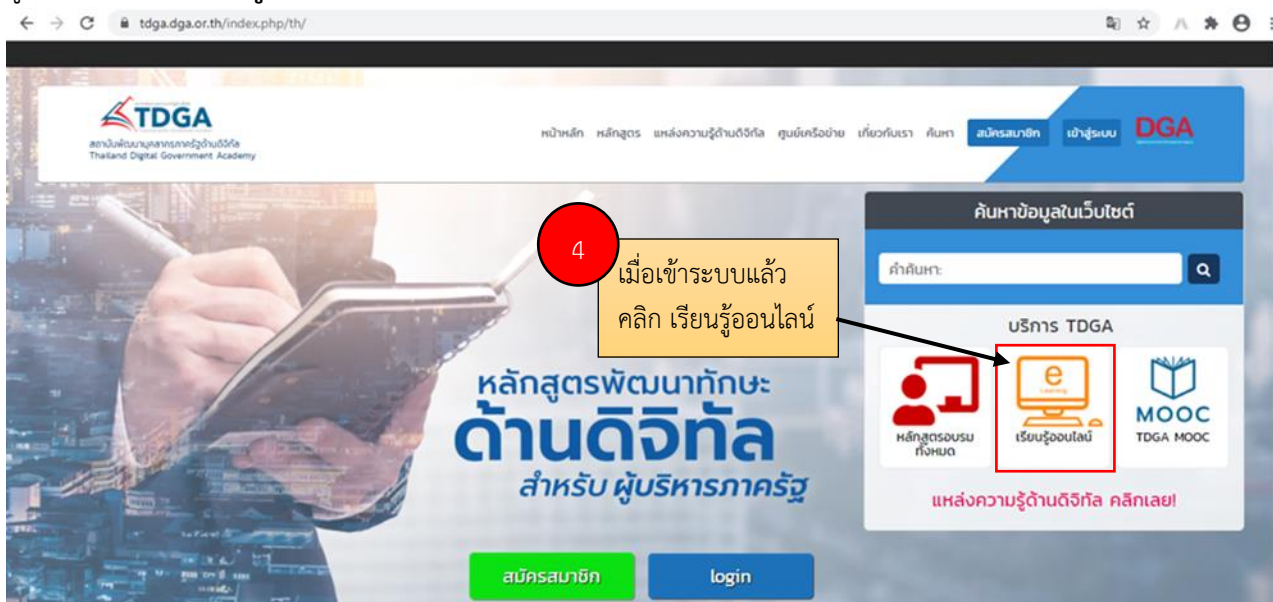 tdga.dga.or.th/index.php/th/
TDGA
สถาบันพัฒนาบุคลากรภาครัฐด้านดิจิทัล
Thailand Digital Government Academy
หน้าหลัก หลักสูตร แหล่งความรู้ด้านดิจิทัล ศูนย์เครือข่าย เกี่ยวกับเรา ค้นหา สมัครสมาชิก เข้าสู่ระบบ DGA
ค้นหาข้อมูลในเว็บไซต์
คำค้นหา:
4
เมื่อเข้าระบบแล้ว
คลิก เรียนรู้ออนไลน์
บริการ TDGA
e
Learning
MOOC
หลักสูตรอบรม
ทั้งหมด
เรียนรู้ออนไลน์
TDGA MOOC
แหล่งความรู้ด้านดิจิทัล คลิกเลย!
หลักสูตรพัฒนาทักษะ
ด้านดิจิทัล
สำหรับ ผู้บริหารภาครัฐ
สมัครสมาชิก
login